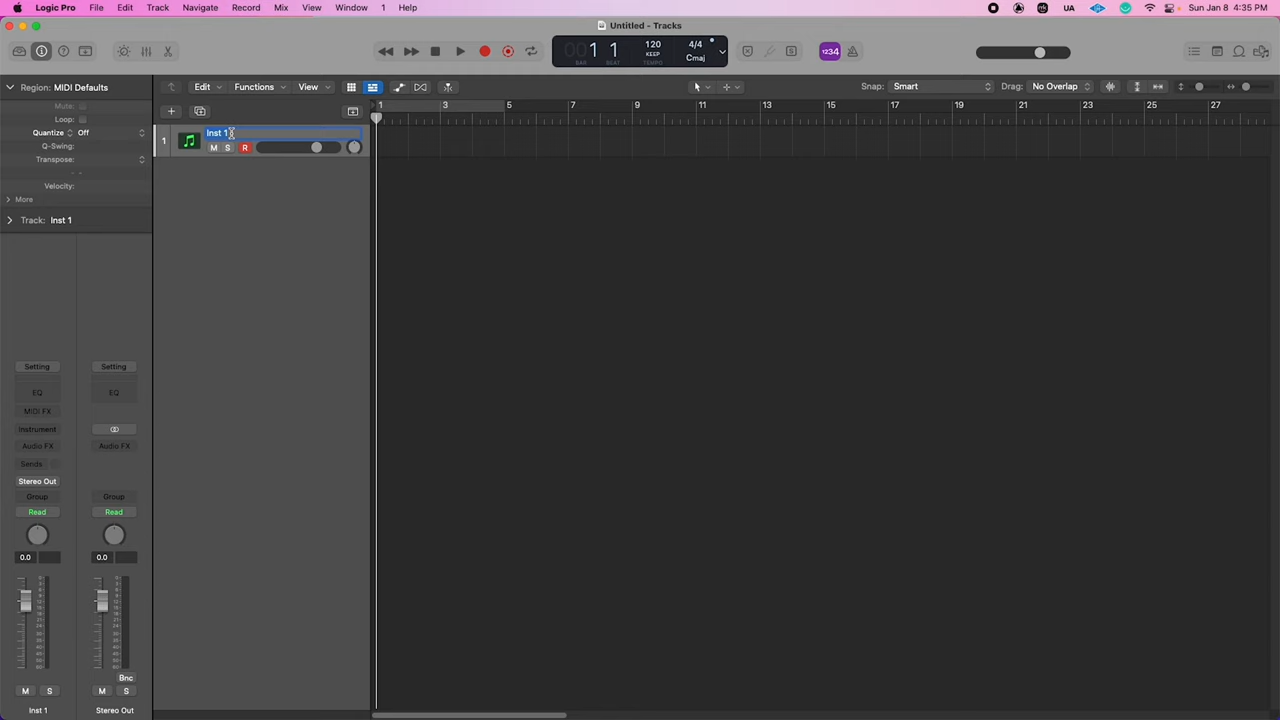 Logic Pro File Edit Track Navigate Record Mix View Window 1 Help UA Sun Jan 8 4:35 PM
Untitled - Tracks
001 1 120 4/4
KEEP Cmaj
BAR BEAT TEMPO
1234
Region: MIDI Defaults
Edit Functions View
Snap: Smart Drag: No Overlap
Mute:
Loop:
Quantize Off
Q-Swing:
Transpose:
Velocity:
More
Track: Inst 1
1 3 5 7 9 11 13 15 17 19 21 23 25 27
1 Inst 1
M S R
Setting Setting
EQ EQ
MIDI FX
Instrument
Audio FX Audio FX
Sends
Stereo Out
Group Group
Read Read
0.0 0.0
Bnc
M S M S
Inst 1 Stereo Out